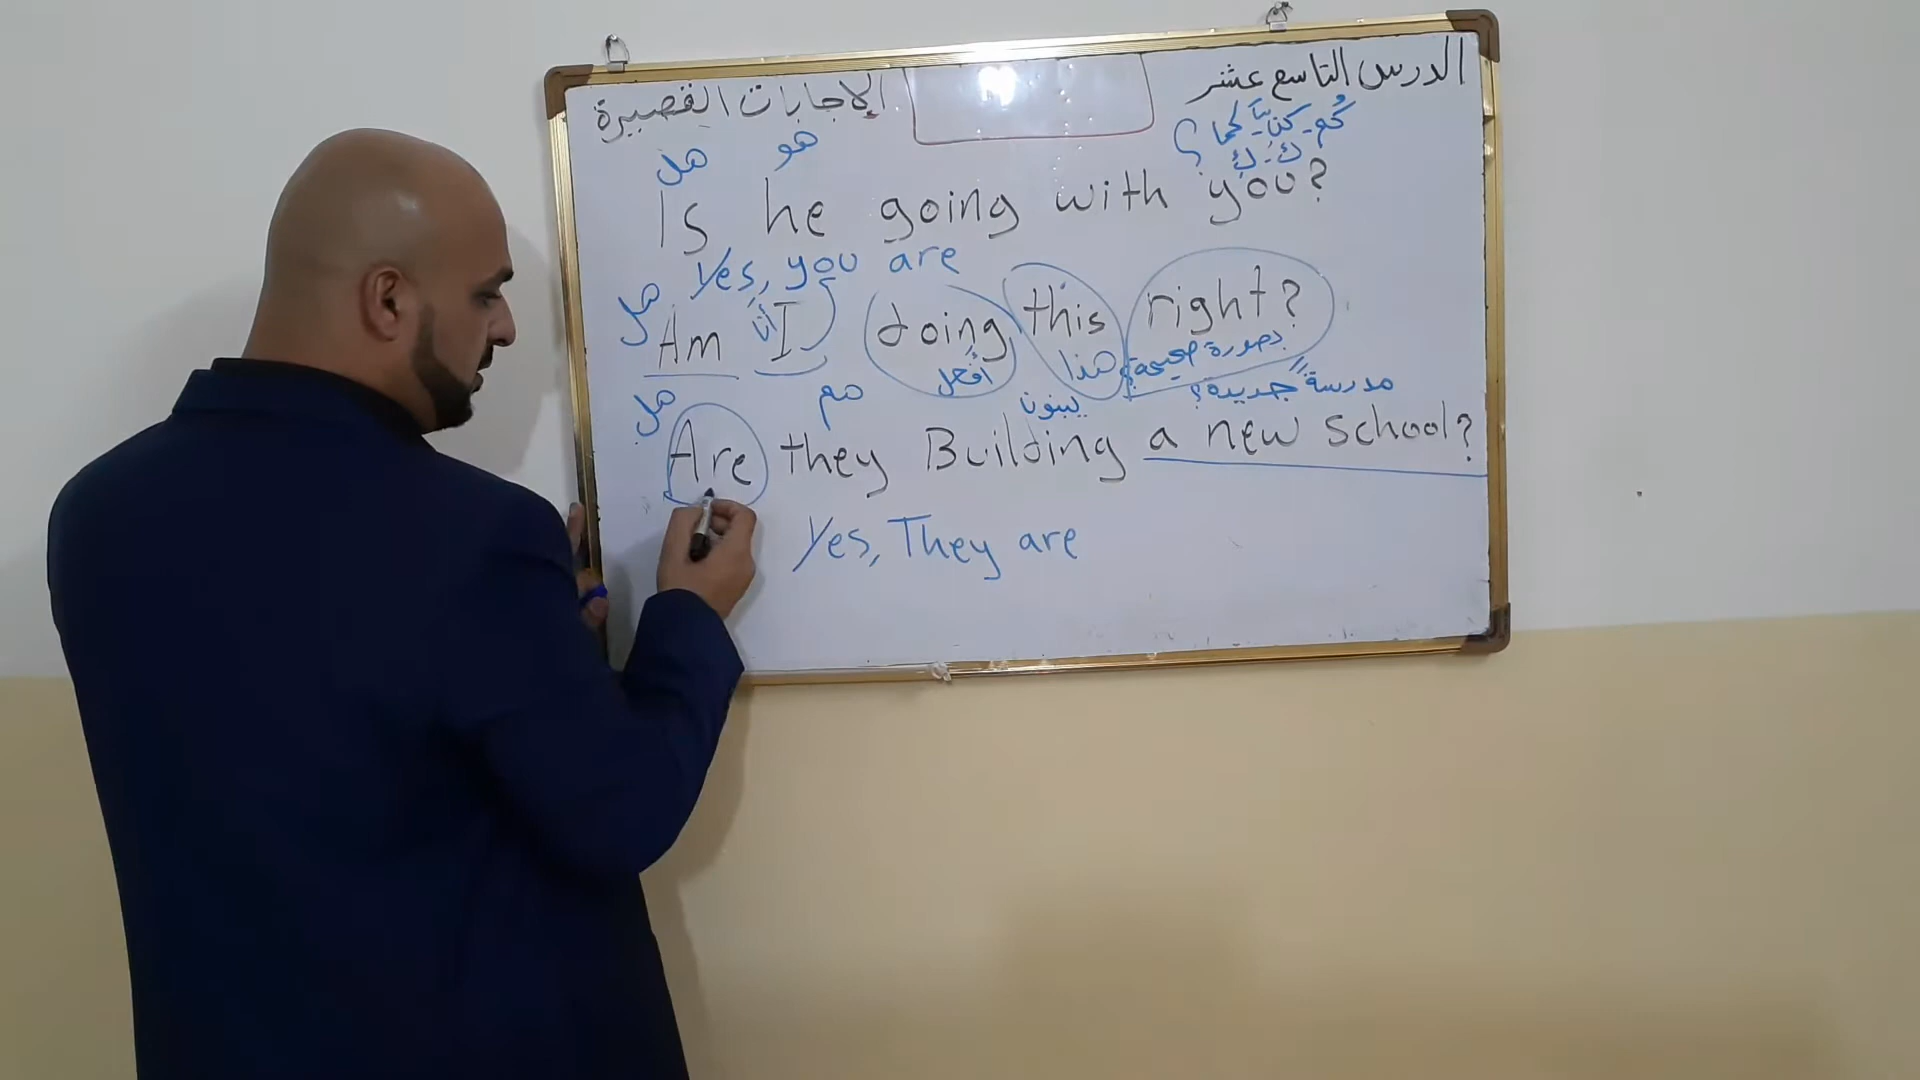 الدرس التاسع عشر
الإجابات القصيرة
كُم - كنَّ - كما
هل هو كَ - كِ ؟
Is he going with you?
Yes, you are
هل أنا
Am I doing this right?
أفعل هذا بصورة صحيحة؟
هل هم يبنون مدرسةً جديدة؟
Are they Building a new school?
Yes, They are